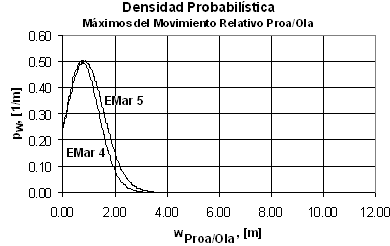 Densidad Probabilística
Máximos del Movimiento Relativo Proa/Ola
0.60
0.50
0.40
0.30
0.20
0.10
0.00
pw, [1/m]
EMar 5
EMar 4
0.00 2.00 4.00 6.00 8.00 10.00 12.00
wProa/Ola, [m]